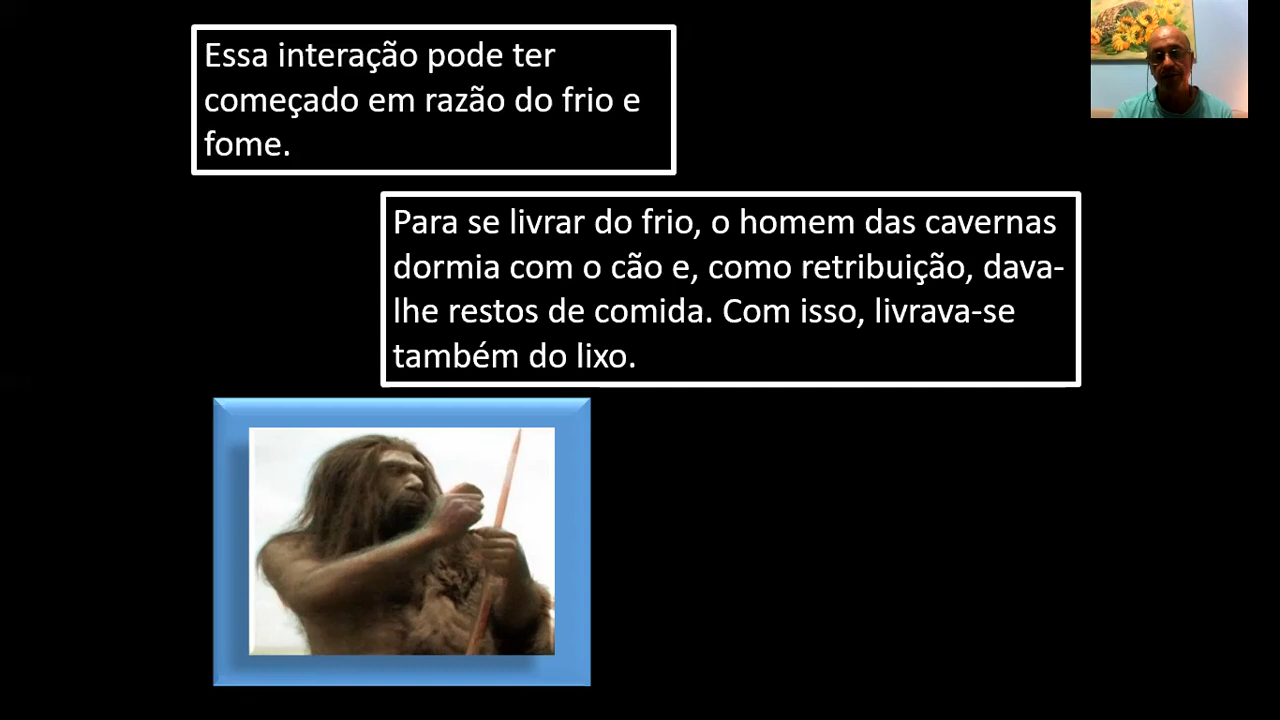 Essa interação pode ter
começado em razão do frio e
fome.
Para se livrar do frio, o homem das cavernas
dormia com o cão e, como retribuição, dava-
lhe restos de comida. Com isso, livrava-se
também do lixo.